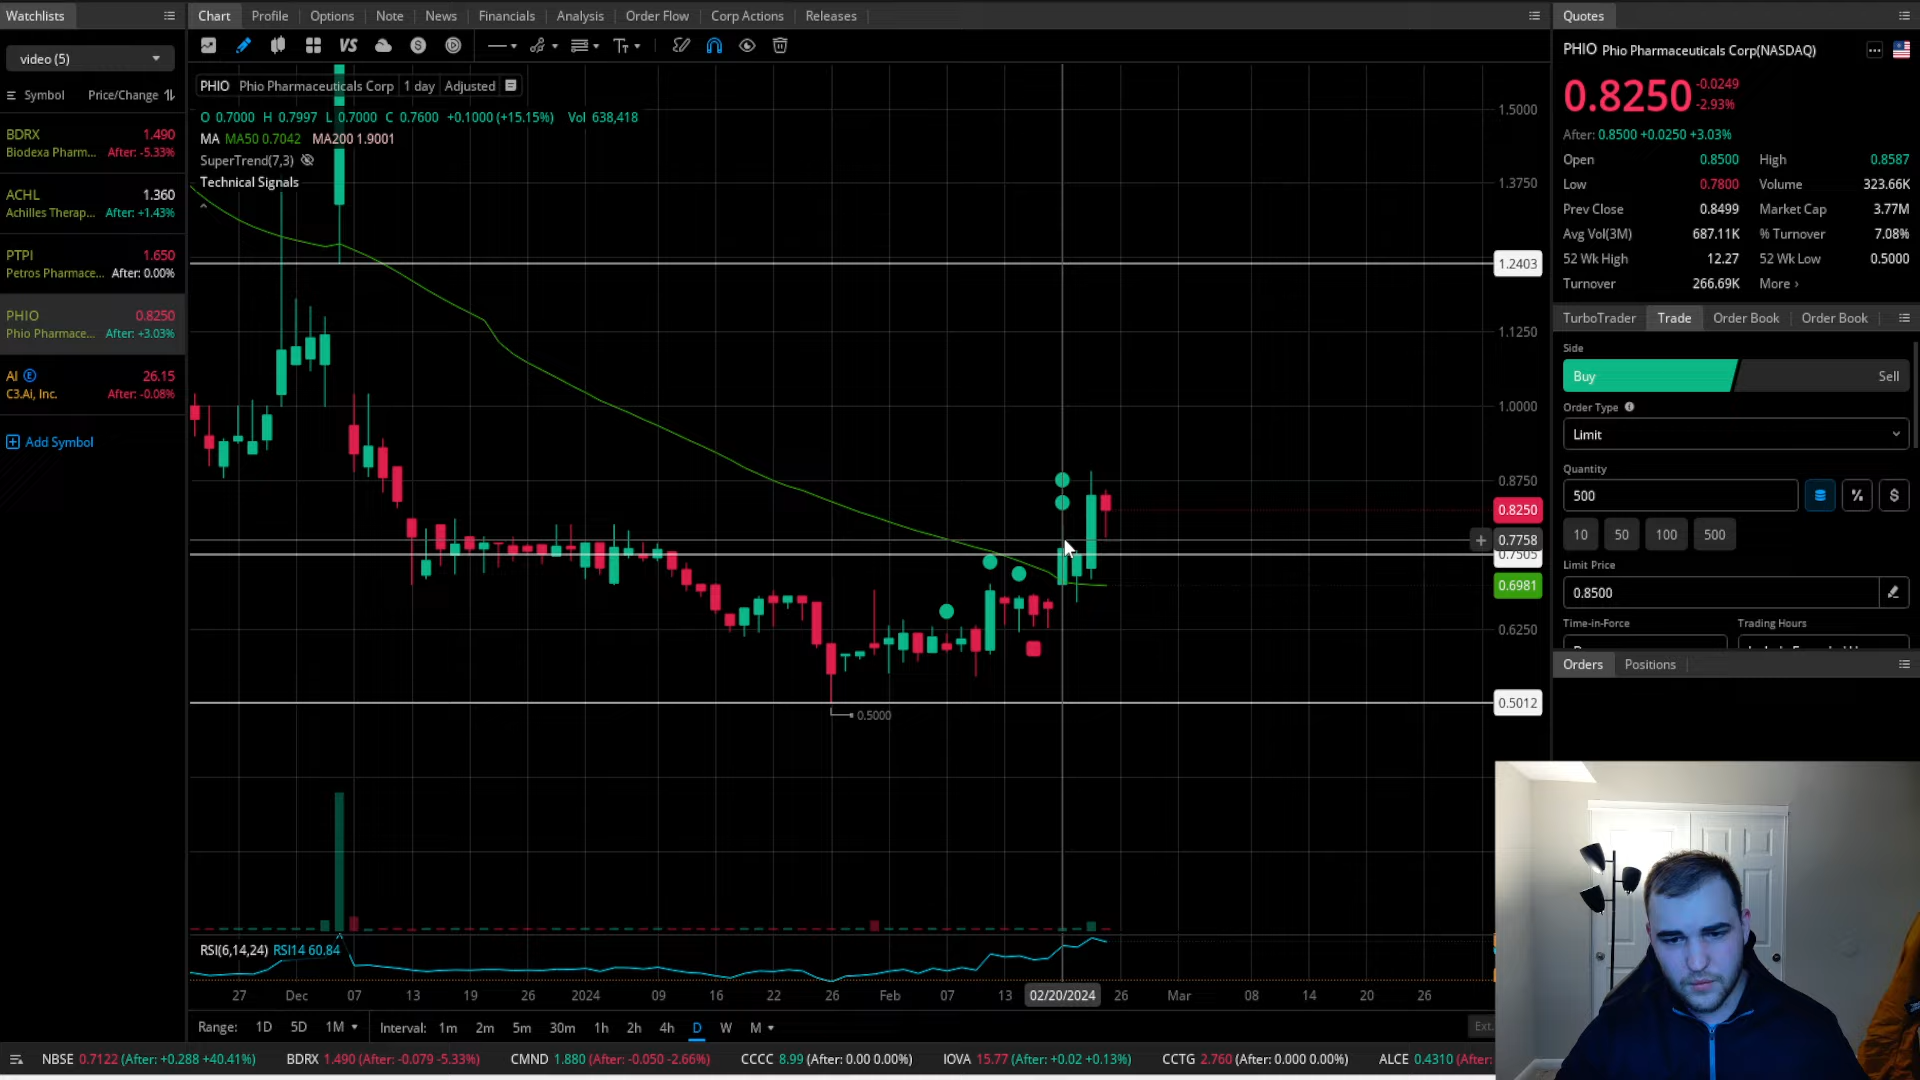 Watchlists
video (5)
Symbol Price/Change
BDRX 1.490
Biodexa Pharm... After: -5.33%
ACHL 1.360
Achilles Therap... After: +1.43%
PTPI 1.650
Petros Pharmace... After: 0.00%
PHIO 0.8250
Phio Pharmace... After: +3.03%
AI E 26.15
C3.Ai, Inc. After: -0.08%
Add Symbol
Chart Profile Options Note News Financials Analysis Order Flow Corp Actions Releases
VS S
PHIO Phio Pharmaceuticals Corp 1 day Adjusted
O 0.7000 H 0.7997 L 0.7000 C 0.7600 +0.1000 (+15.15%) Vol 638,418
MA MA50 0.7042 MA200 1.9001
SuperTrend(7,3)
Technical Signals
1.5000
1.3750
1.2403
1.1250
1.0000
0.8750
0.8250
0.7758
0.7505
0.6981
0.6250
0.5012
0.5000
RSI(6,14,24) RSI14 60.84
27 Dec 07 13 19 26 2024 09 16 22 26 Feb 07 13 02/20/2024 26 Mar 08 14 20 26
Range: 1D 5D 1M Interval: 1m 2m 5m 30m 1h 2h 4h D W M Ext.
Quotes
PHIO Phio Pharmaceuticals Corp(NASDAQ)
0.8250 -0.0249
-2.93%
After: 0.8500 +0.0250 +3.03%
Open 0.8500 High 0.8587
Low 0.7800 Volume 323.66K
Prev Close 0.8499 Market Cap 3.77M
Avg Vol(3M) 687.11K % Turnover 7.08%
52 Wk High 12.27 52 Wk Low 0.5000
Turnover 266.69K More ›
TurboTrader Trade Order Book Order Book
Side
Buy Sell
Order Type
Limit
Quantity
500 % $
10 50 100 500
Limit Price
0.8500
Time-in-Force Trading Hours
Orders Positions
NBSE 0.7122 (After: +0.288 +40.41%) BDRX 1.490 (After: -0.079 -5.33%) CMND 1.880 (After: -0.050 -2.66%) CCCC 8.99 (After: 0.00 0.00%) IOVA 15.77 (After: +0.02 +0.13%) CCTG 2.760 (After: 0.000 0.00%) ALCE 0.4310 (After: